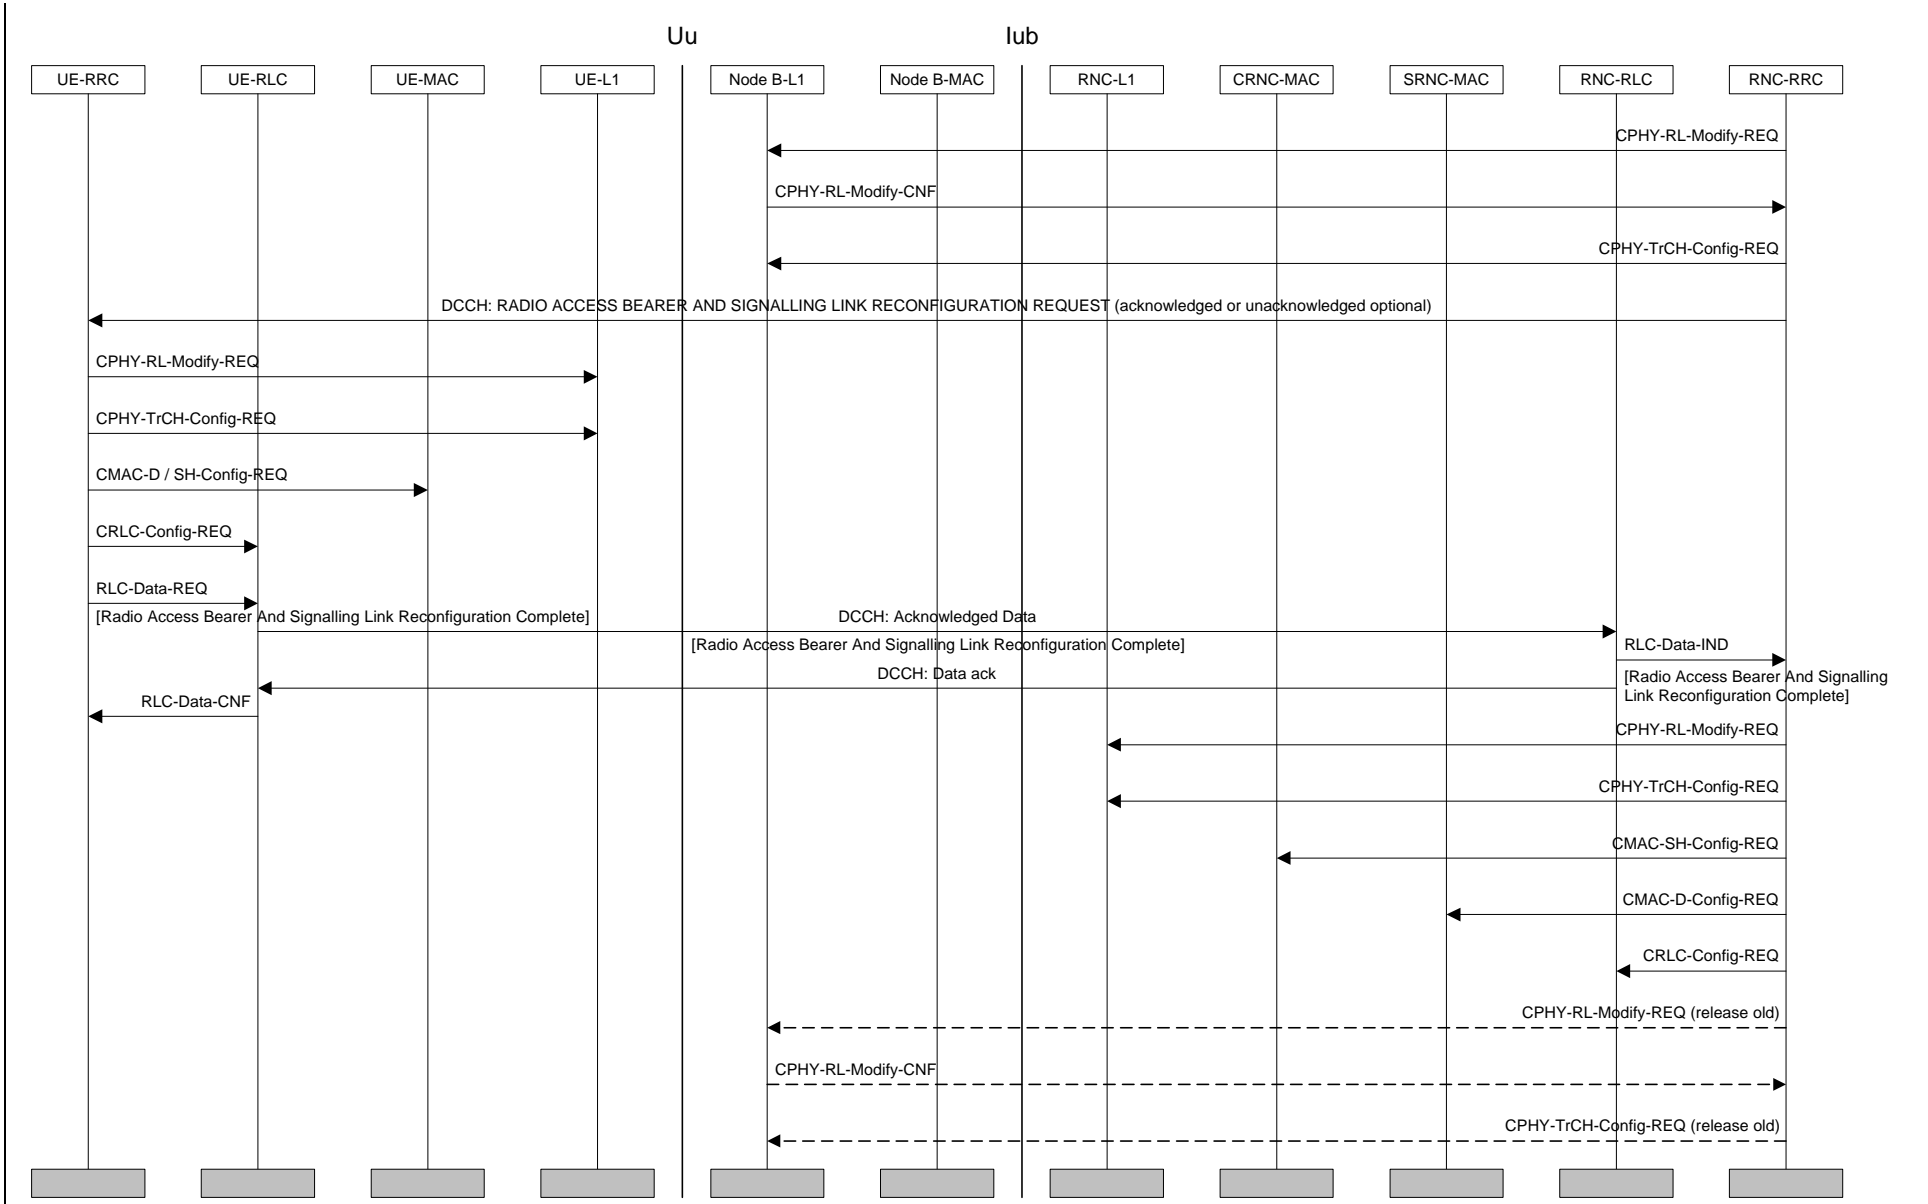 Uu
Iub
UE-RRC
UE-RLC
UE-MAC
UE-L1
Node B-L1
Node B-MAC
RNC-L1
CRNC-MAC
SRNC-MAC
RNC-RLC
RNC-RRC
CPHY-RL-Modify-REQ
CPHY-RL-Modify-CNF
CPHY-TrCH-Config-REQ
DCCH: RADIO ACCESS BEARER AND SIGNALLING LINK RECONFIGURATION REQUEST (acknowledged or unacknowledged optional)
CPHY-RL-Modify-REQ
CPHY-TrCH-Config-REQ
CMAC-D / SH-Config-REQ
CRLC-Config-REQ
RLC-Data-REQ
[Radio Access Bearer And Signalling Link Reconfiguration Complete]
DCCH: Acknowledged Data
[Radio Access Bearer And Signalling Link Reconfiguration Complete]
RLC-Data-IND
DCCH: Data ack
[Radio Access Bearer And Signalling
Link Reconfiguration Complete]
RLC-Data-CNF
CPHY-RL-Modify-REQ
CPHY-TrCH-Config-REQ
CMAC-SH-Config-REQ
CMAC-D-Config-REQ
CRLC-Config-REQ
CPHY-RL-Modify-REQ (release old)
CPHY-RL-Modify-CNF
CPHY-TrCH-Config-REQ (release old)